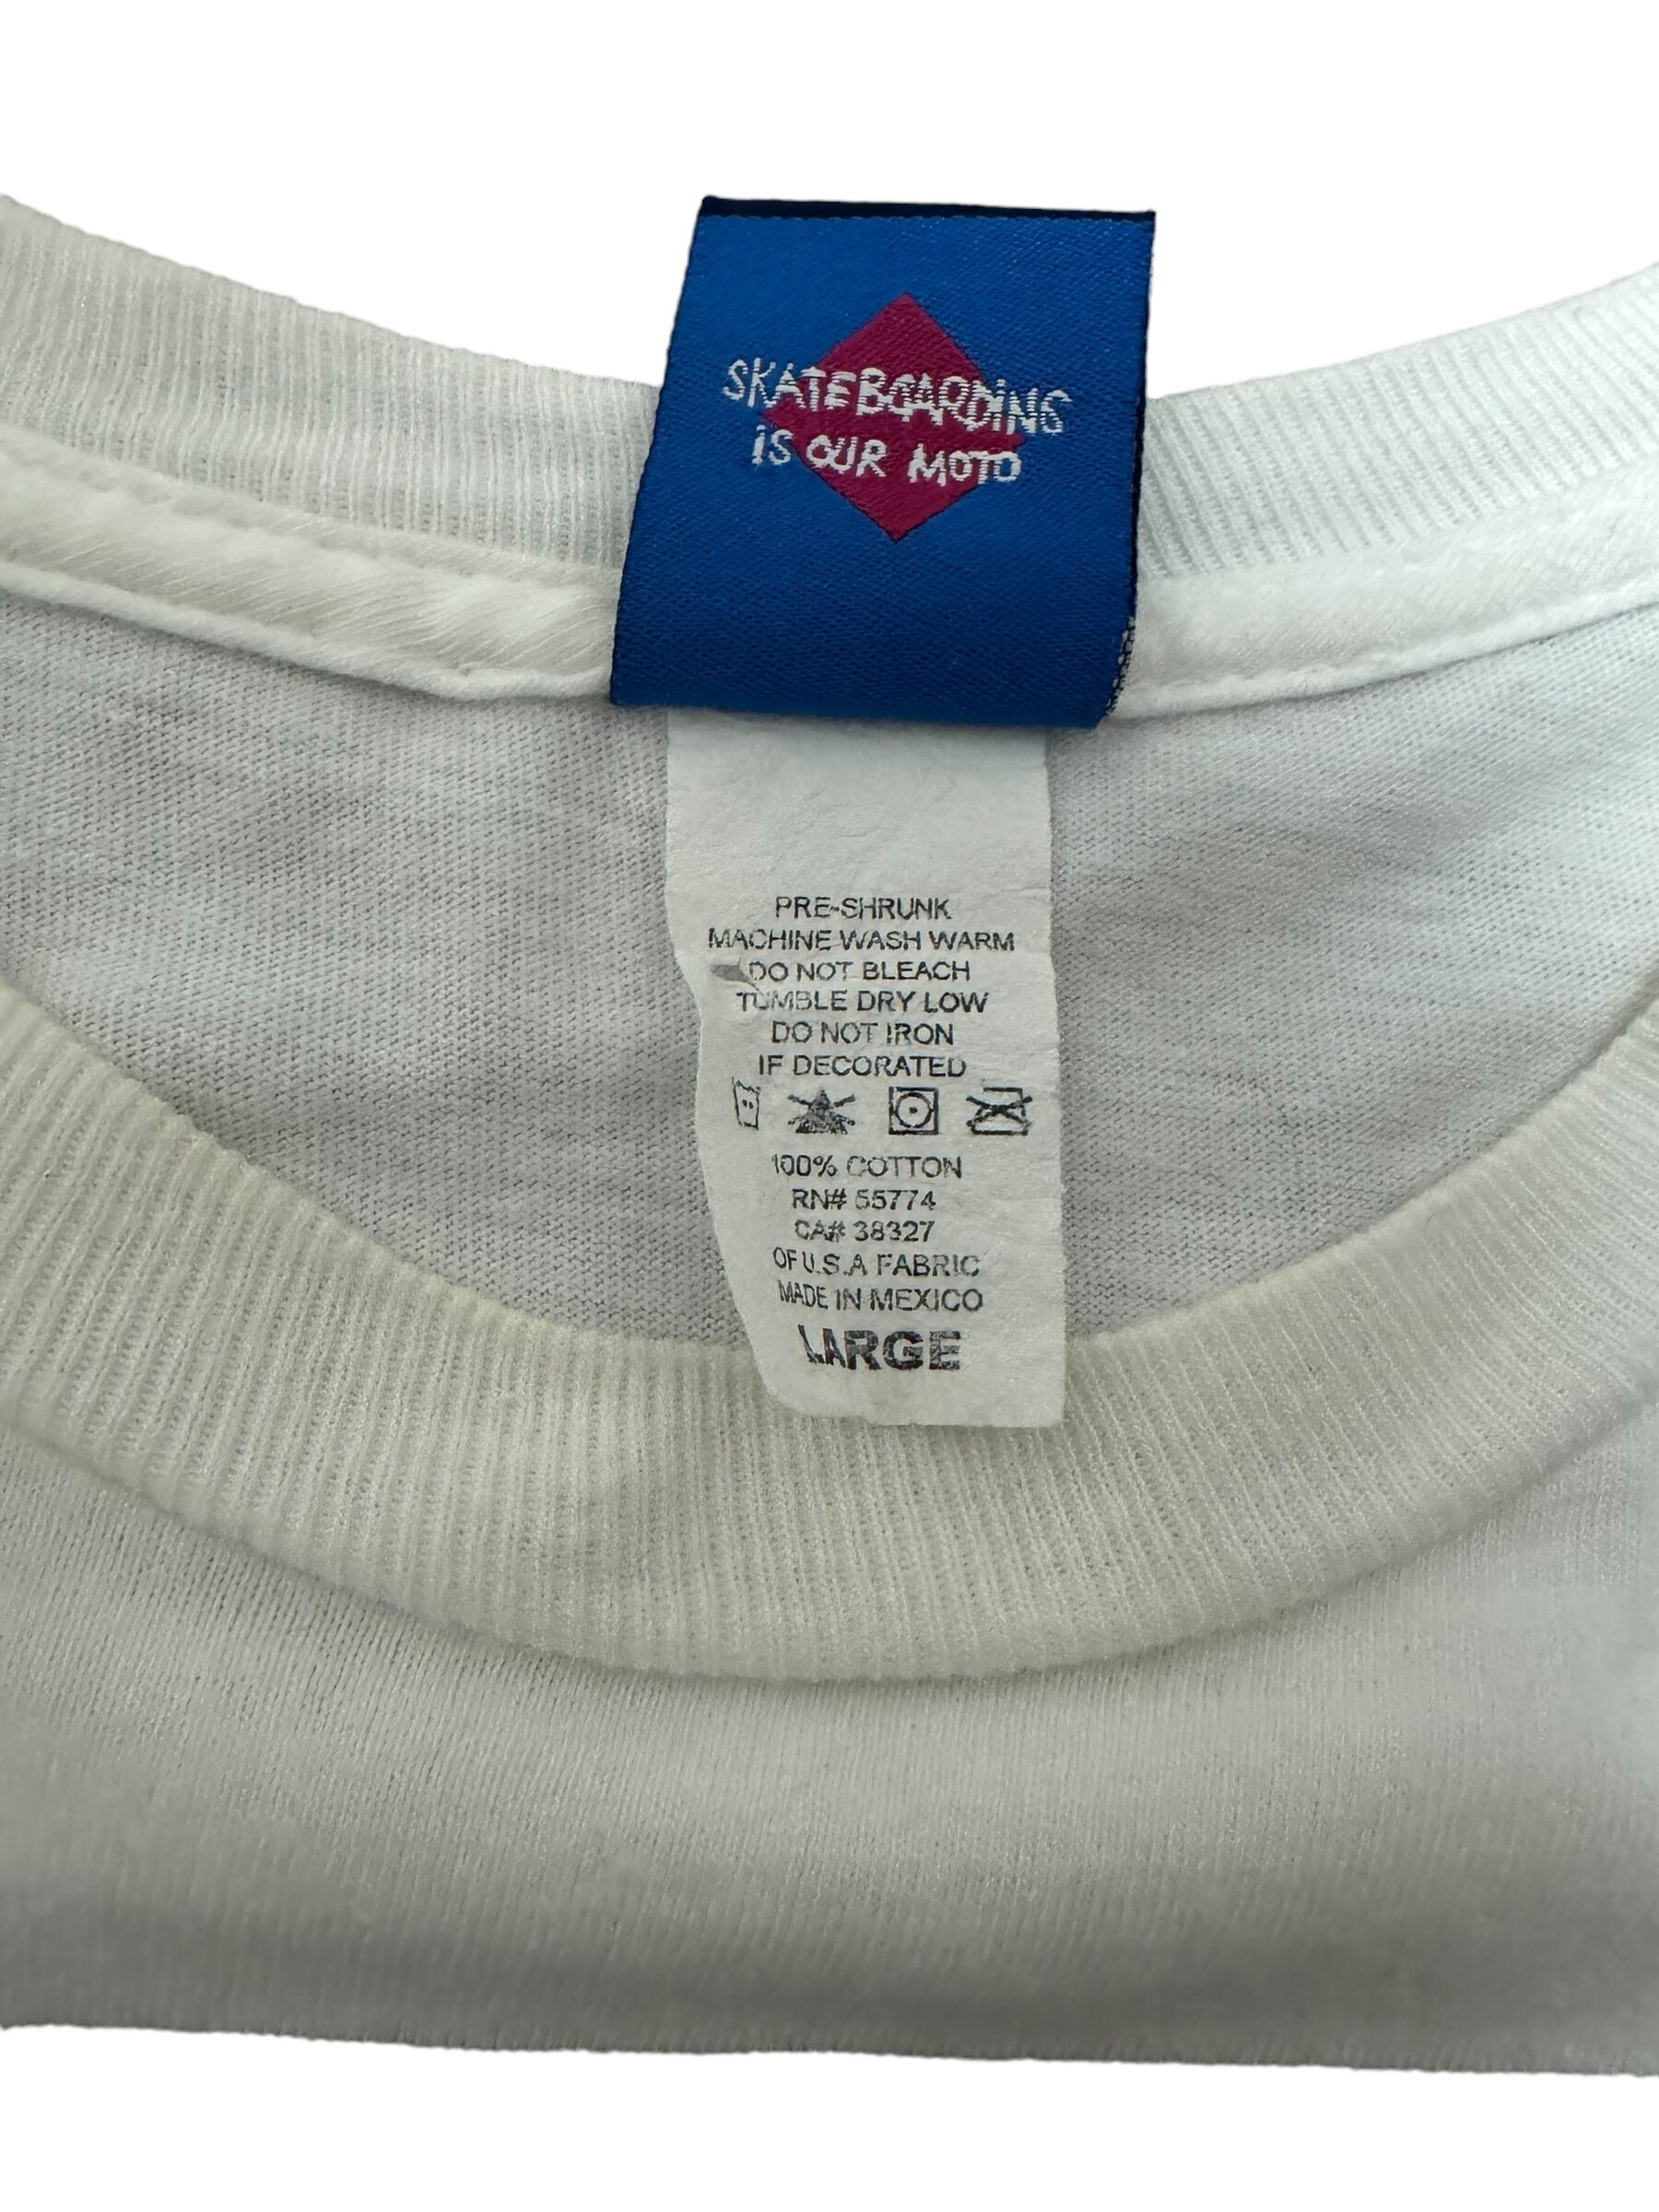 SKATEBOARDING
iS OUR MOTO
PRE-SHRUNK
MACHINE WASH WARM
DO NOT BLEACH
TUMBLE DRY LOW
DO NOT IRON
IF DECORATED
100% COTTON
RN# 55774
CA# 38327
OF U.S.A FABRIC
MADE IN MEXICO
LARGE